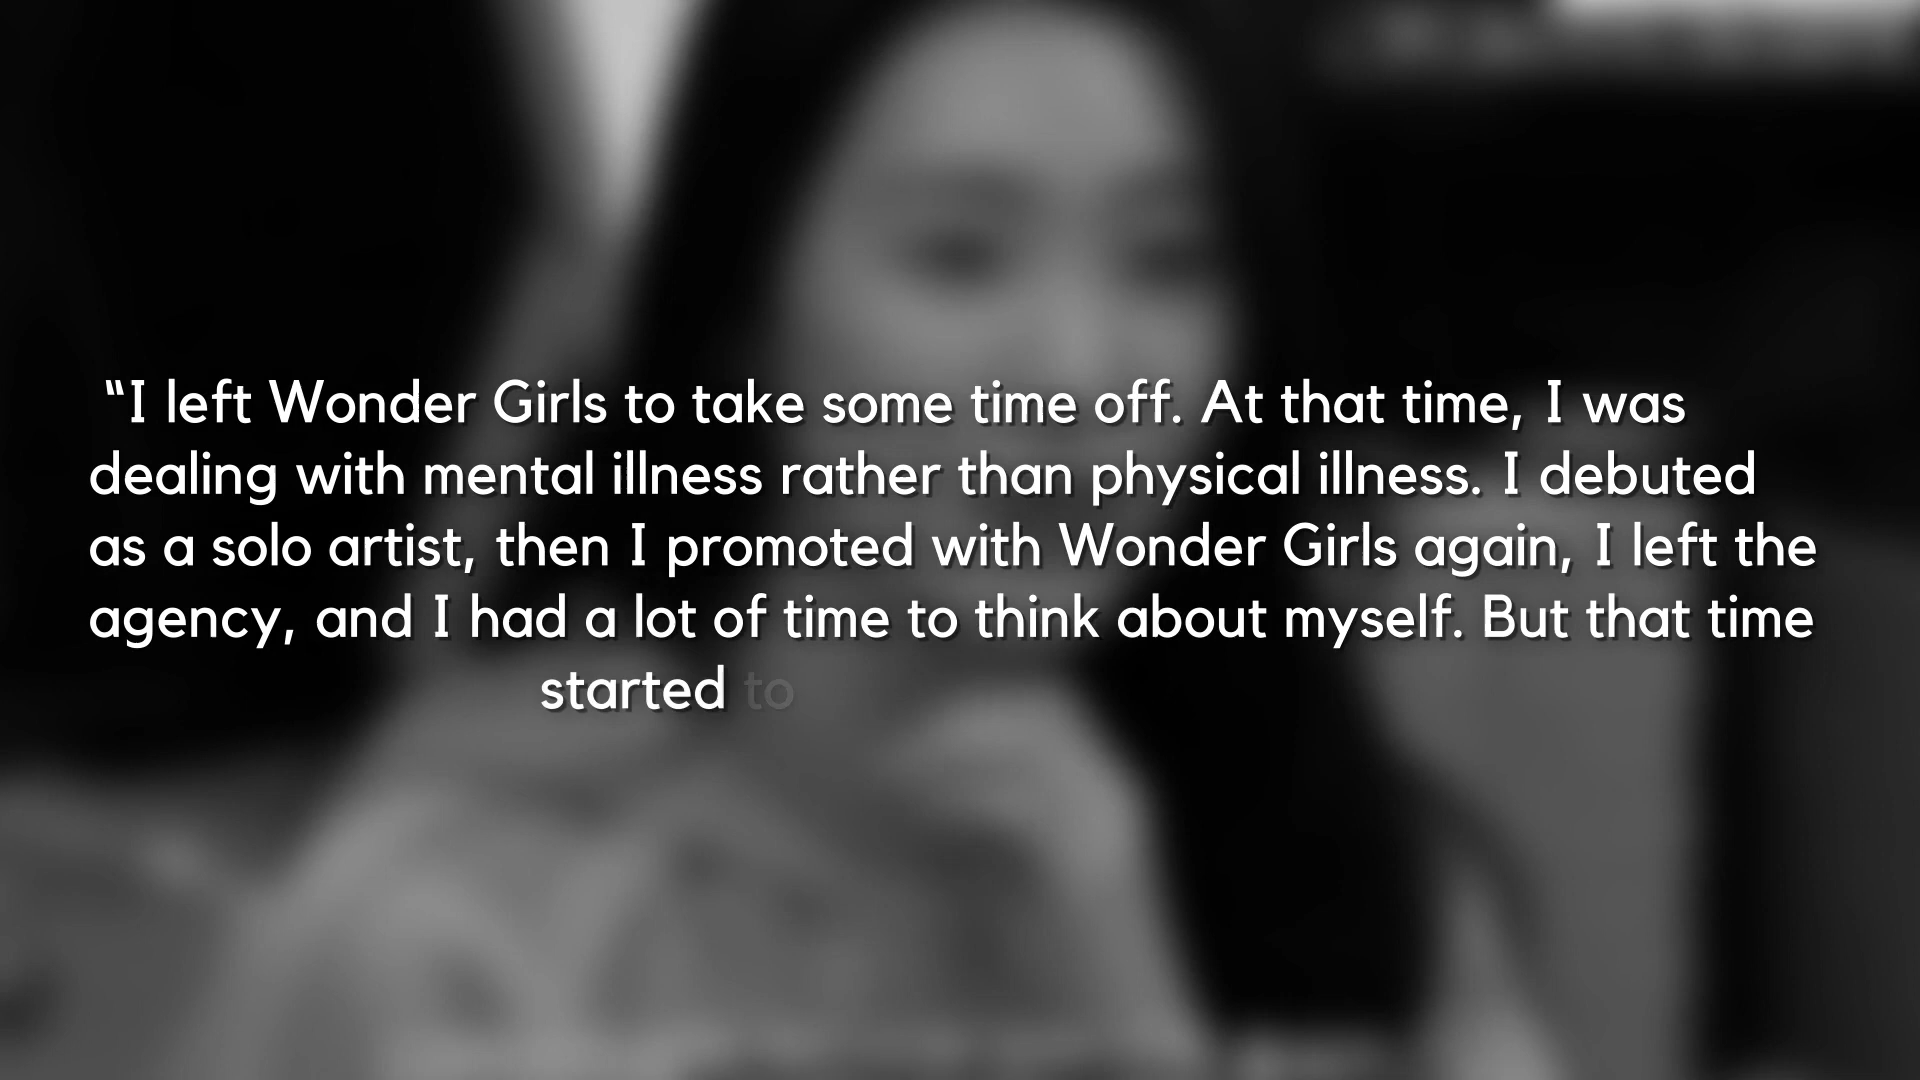 “I left Wonder Girls to take some time off. At that time, I was
dealing with mental illness rather than physical illness. I debuted
as a solo artist, then I promoted with Wonder Girls again, I left the
agency, and I had a lot of time to think about myself. But that time
started to